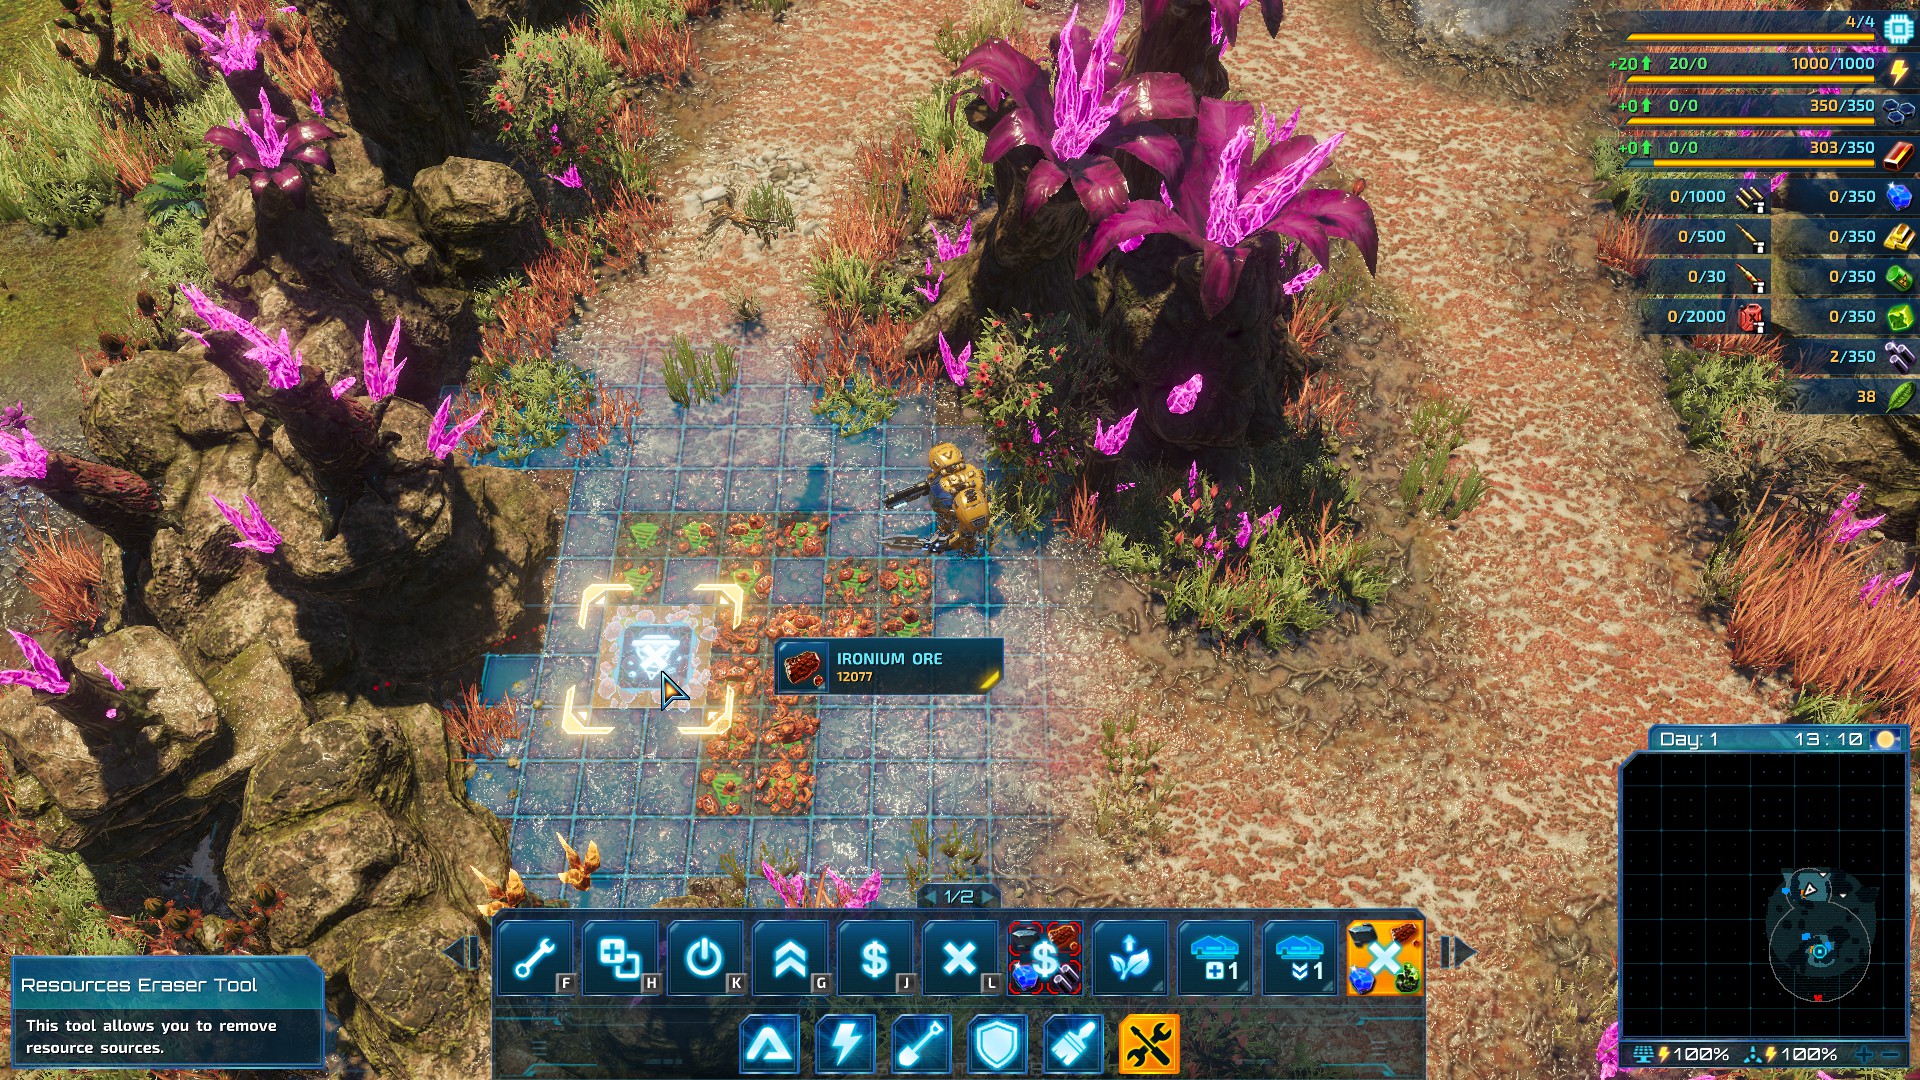 4/4
+20 20/0 1000/1000
+0 0/0 350/350
+0 0/0 303/350
0/1000 0/350
0/500 0/350
0/30 0/350
0/2000 0/350
2/350
38
IRONIUM ORE
12077
Day: 1 13:10
1/2
F H K G J L $ 1 1
Resources Eraser Tool
This tool allows you to remove
resource sources.
100% 100%